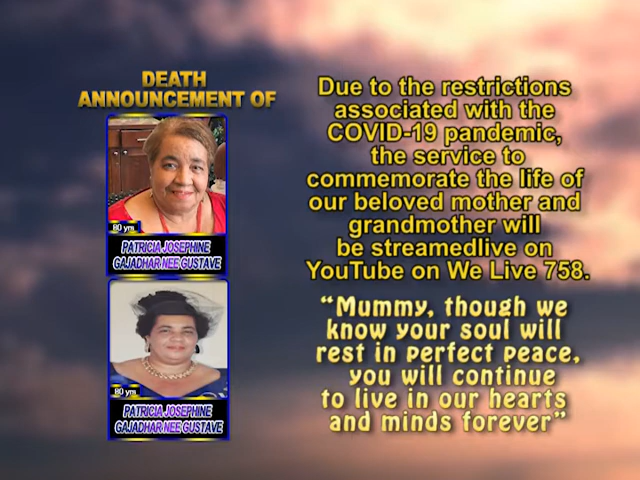 DEATH
ANNOUNCEMENT OF
80 yrs
PATRICIA JOSEPHINE
GAJADHAR NEE GUSTAVE
80 yrs
PATRICIA JOSEPHINE
GAJADHAR NEE GUSTAVE
Due to the restrictions
associated with the
COVID-19 pandemic,
the service to
commemorate the life of
our beloved mother and
grandmother will
be streamedlive on
YouTube on We Live 758.
“Mummy, though we
know your soul will
rest in perfect peace,
you will continue
to live in our hearts
and minds forever”